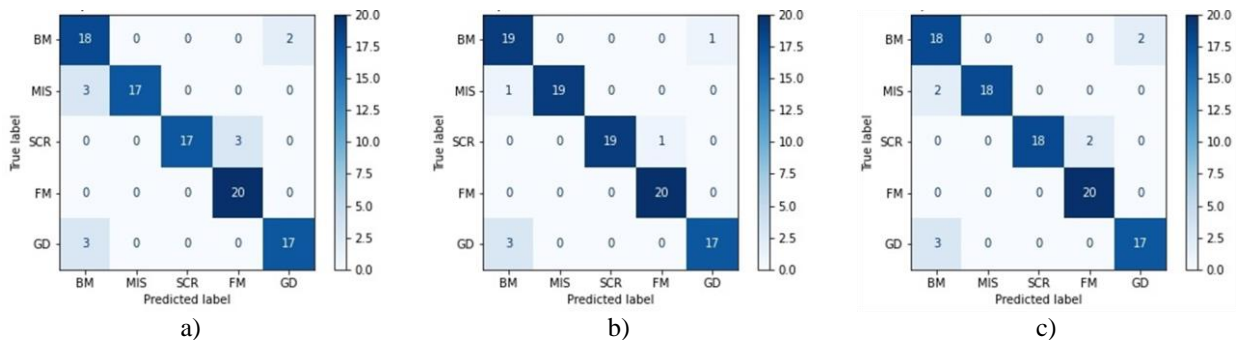 BM 18 0 0 0 2
MIS 3 17 0 0 0
SCR 0 0 17 3 0
FM 0 0 0 20 0
GD 3 0 0 0 17
BM MIS SCR FM GD
Predicted label
True label
20.0
17.5
15.0
12.5
10.0
7.5
5.0
2.5
0.0
a)
BM 19 0 0 0 1
MIS 1 19 0 0 0
SCR 0 0 19 1 0
FM 0 0 0 20 0
GD 3 0 0 0 17
BM MIS SCR FM GD
Predicted label
True label
20.0
17.5
15.0
12.5
10.0
7.5
5.0
2.5
0.0
b)
BM 18 0 0 0 2
MIS 2 18 0 0 0
SCR 0 0 18 2 0
FM 0 0 0 20 0
GD 3 0 0 0 17
BM MIS SCR FM GD
Predicted label
True label
20.0
17.5
15.0
12.5
10.0
7.5
5.0
2.5
0.0
c)